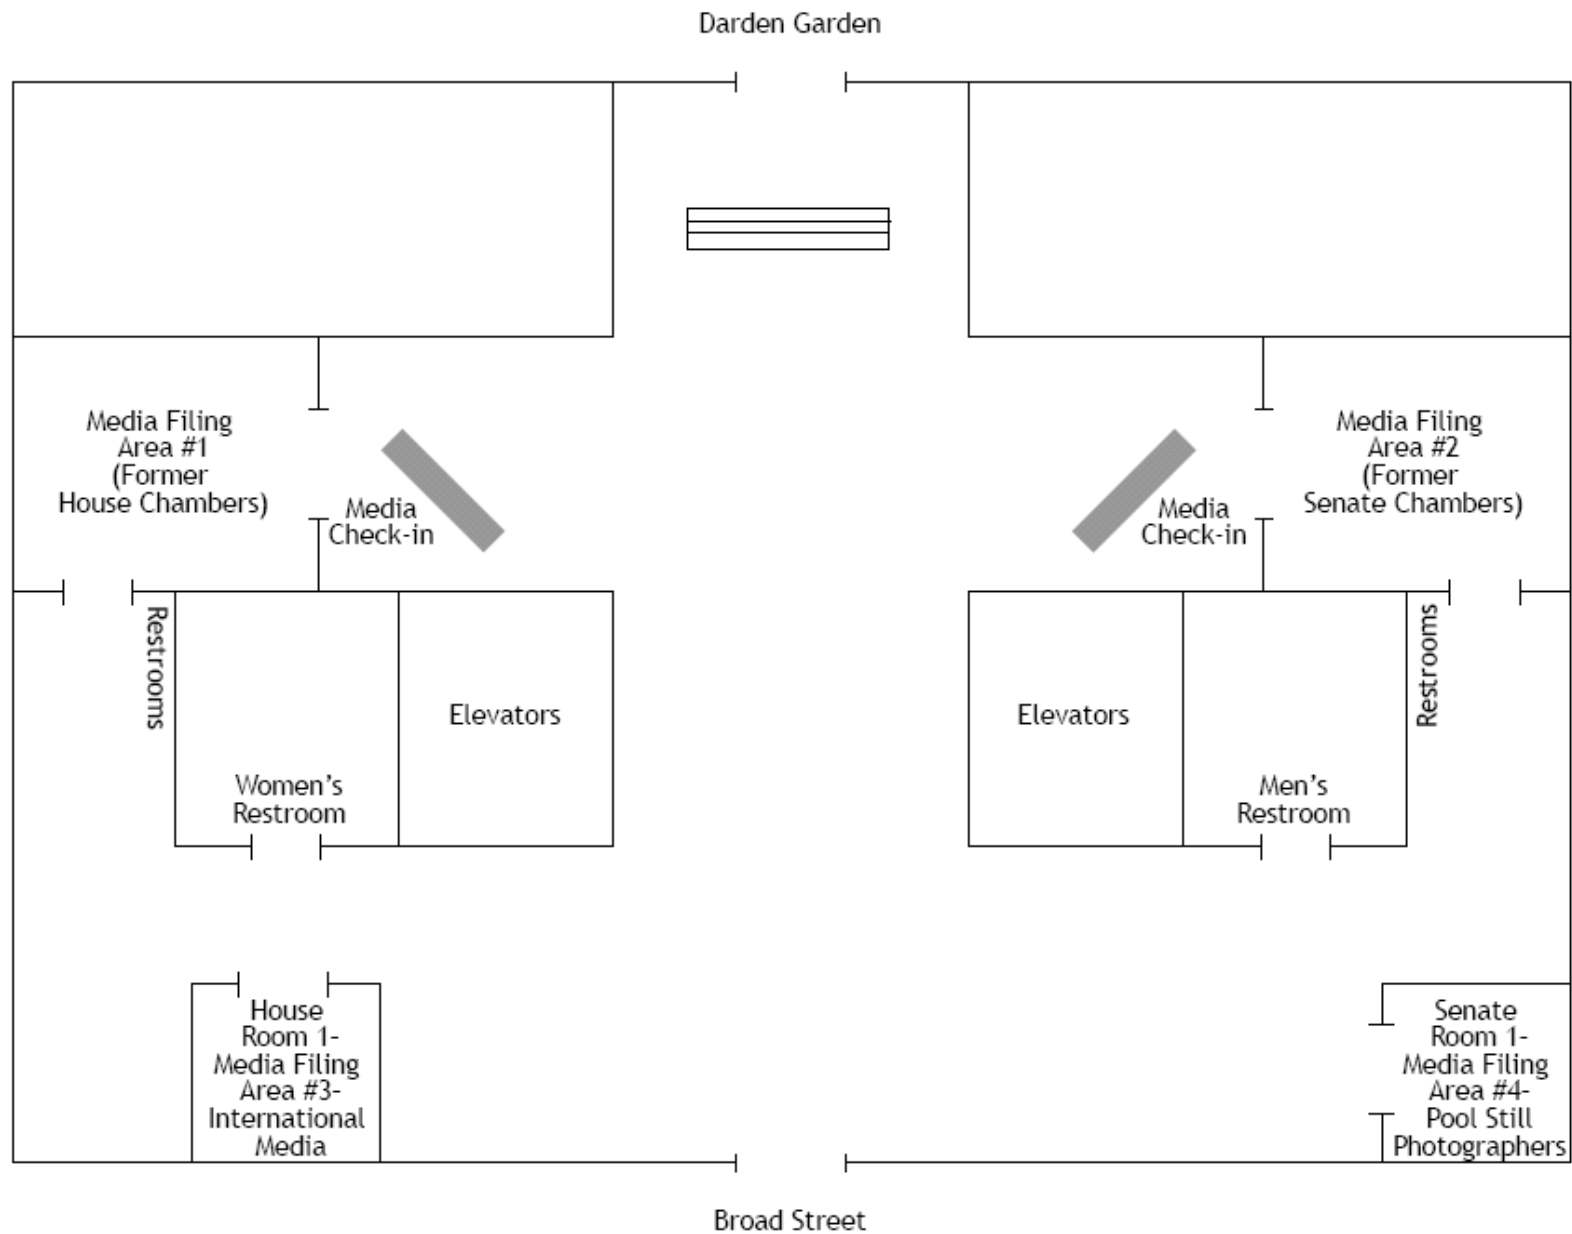 Darden Garden
Media Filing
Area #1
(Former
House Chambers)
Media
Check-in
Media
Check-in
Media Filing
Area #2
(Former
Senate Chambers)
Restrooms
Women's
Restroom
Elevators
Elevators
Men's
Restroom
Restrooms
House
Room 1-
Media Filing
Area #3-
International
Media
Senate
Room 1-
Media Filing
Area #4-
Pool Still
Photographers
Broad Street